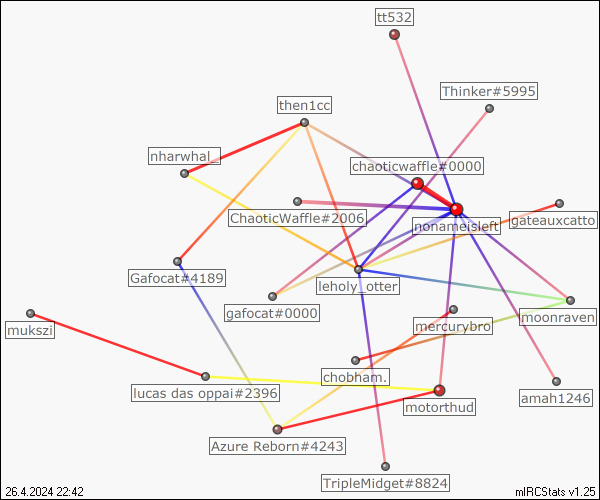 tt532
Thinker#5995
then1cc
nharwhal_
chaoticwaffle#0000
ChaoticWaffle#2006
nonameisleft
gateauxcatto
Gafocat#4189
leholy_otter
gafocat#0000
moonraven
mukszi
mercurybro
chobham.
lucas das oppai#2396
motorthud
amah1246
Azure Reborn#4243
TripleMidget#8824
26.4.2024 22:42
mIRCStats v1.25